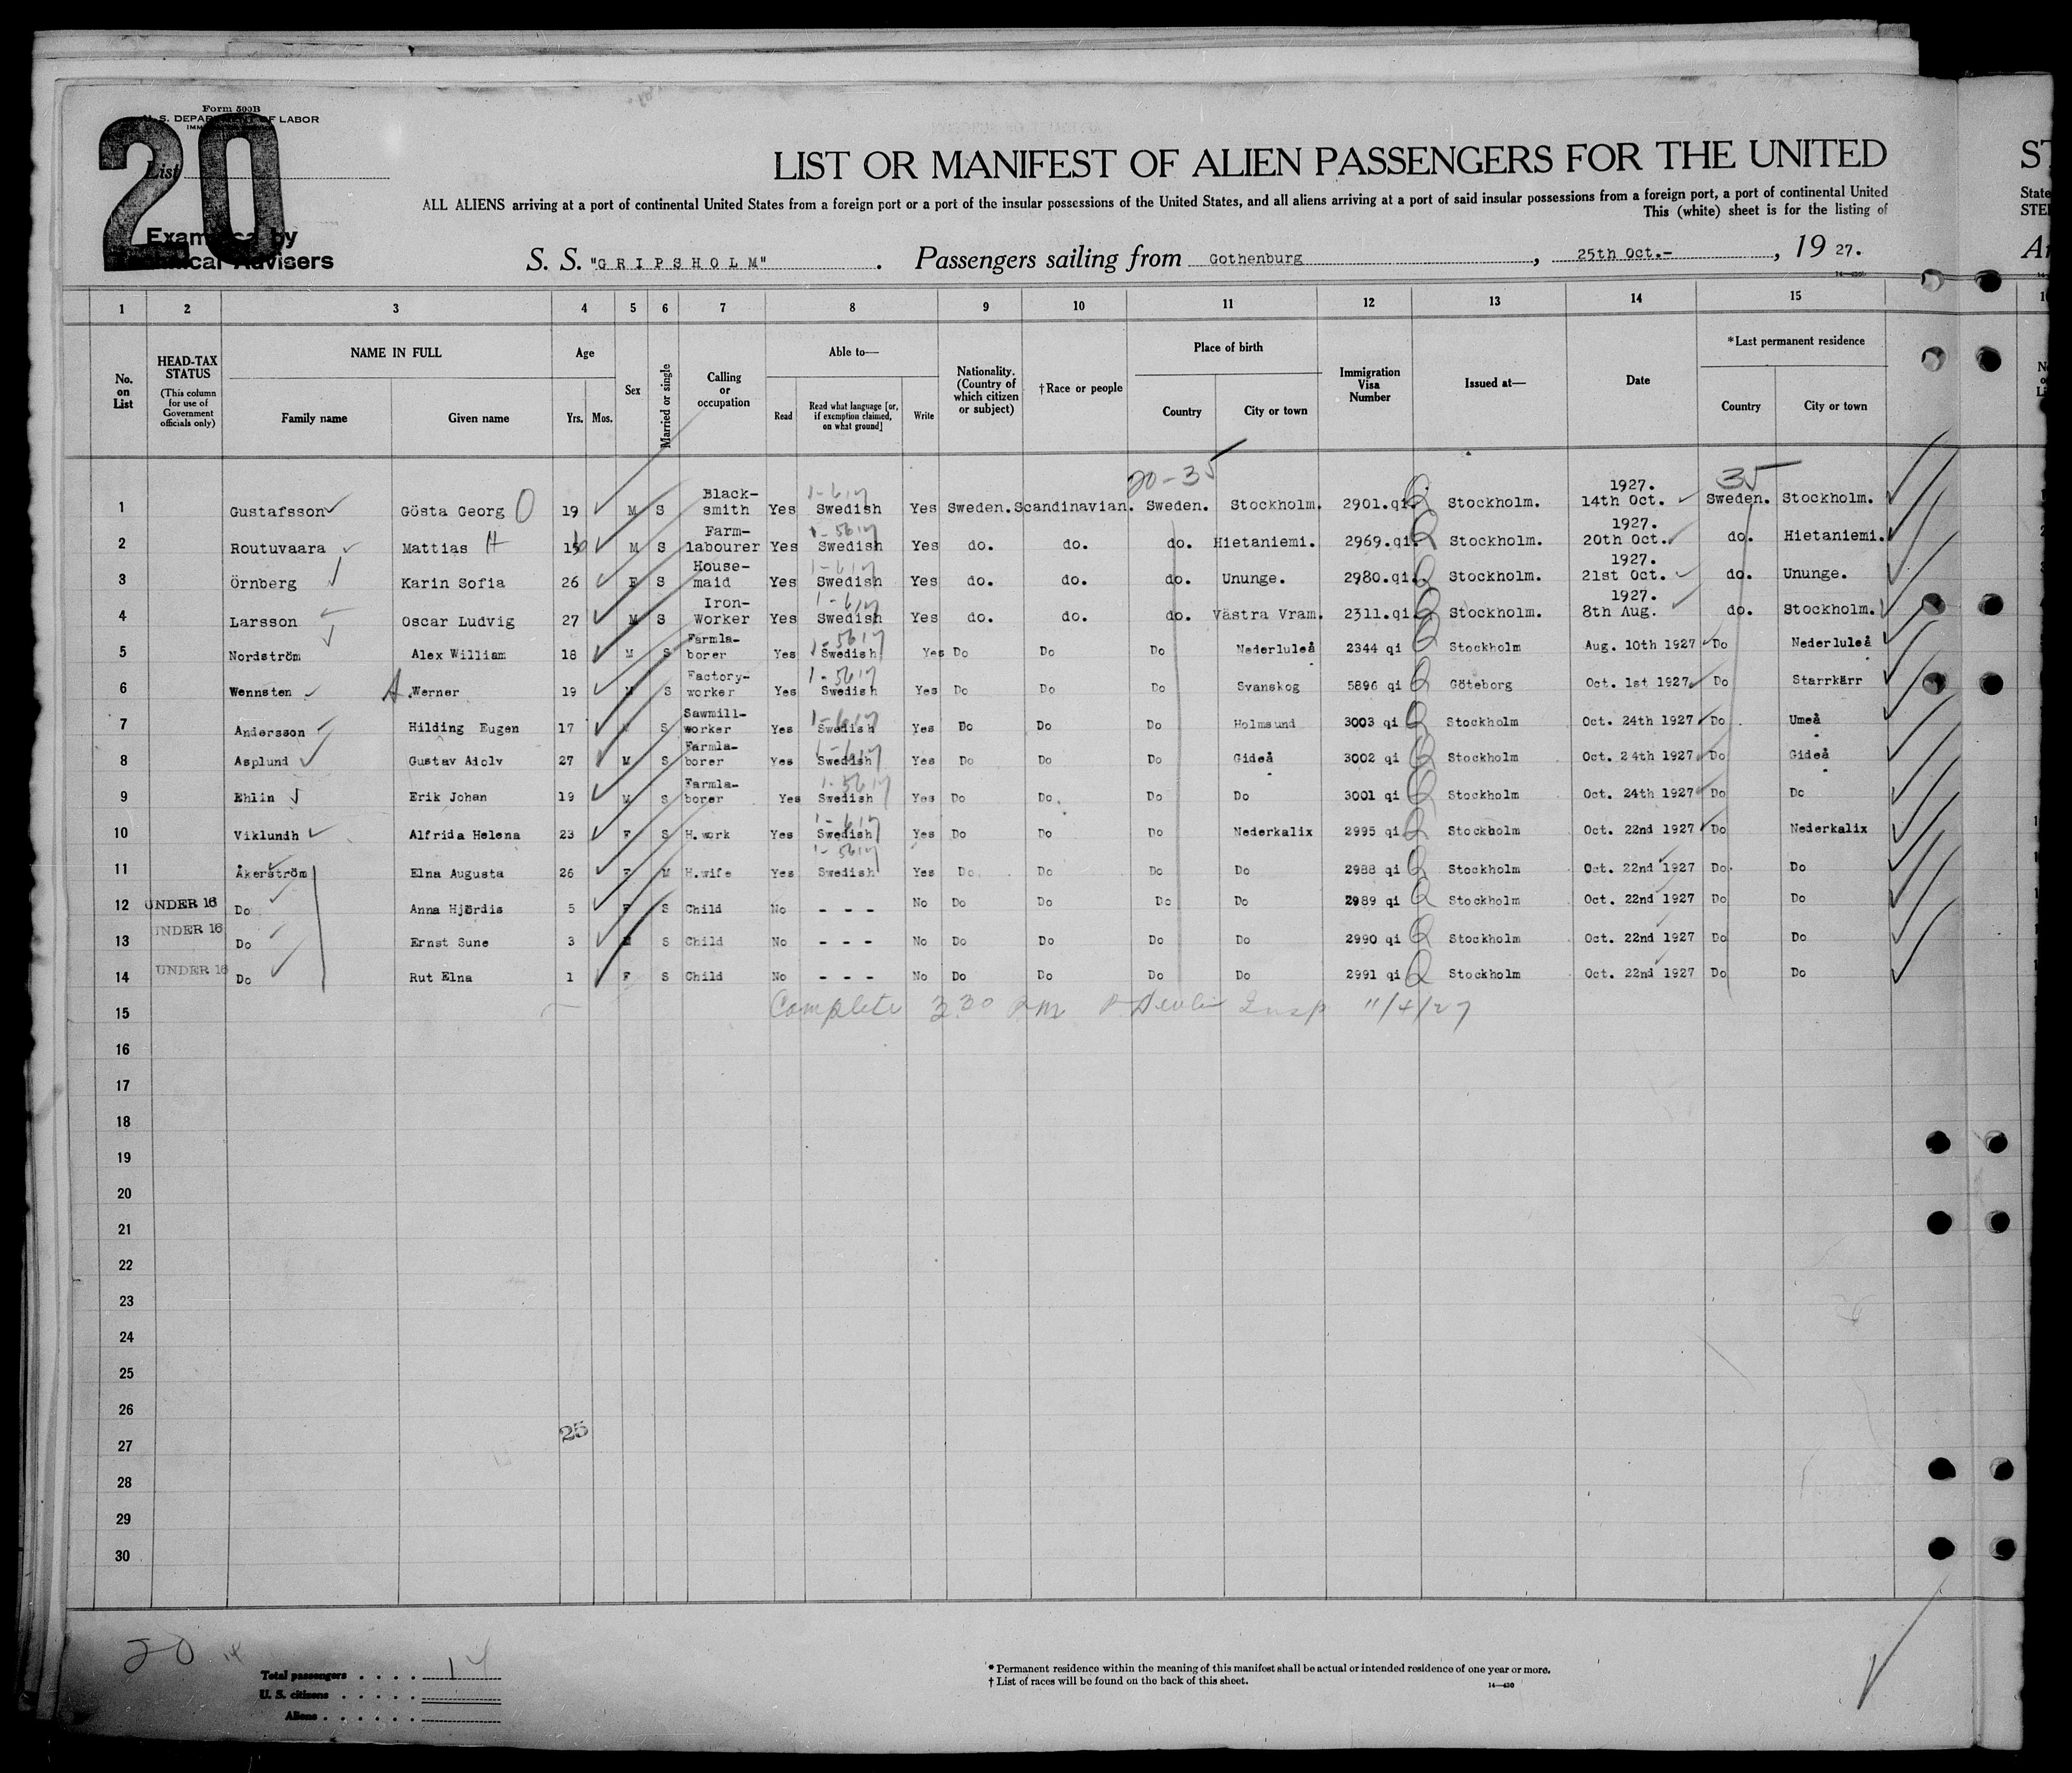 Form 500B
U. S. DEPARTMENT OF LABOR
20
List
Examined by
Medical Advisers
LIST OR MANIFEST OF ALIEN PASSENGERS FOR THE UNITED
ST
ALL ALIENS arriving at a port of continental United States from a foreign port or a port of the insular possessions of the United States, and all aliens arriving at a port of said insular possessions from a foreign port, a port of continental United
State
This (white) sheet is for the listing of
STE
S. S. "GRIPSHOLM" . Passengers sailing from Gothenburg , 25th Oct.- , 19 27.
1 2 3 4 5 6 7 8 9 10 11 12 13 14 15
No. on List
HEAD-TAX STATUS
(This column for use of Government officials only)
NAME IN FULL
Family name Given name
Age
Yrs. Mos.
Sex
Married or single
Calling or occupation
Able to—
Read Read what language [or, if exemption claimed, on what ground] Write
Nationality. (Country of which citizen or subject)
†Race or people
Place of birth
Country City or town
Immigration Visa Number
Issued at—
Date
*Last permanent residence
Country City or town
20-35 35
1 Gustafsson Gösta Georg 19 M S Black-smith Yes Swedish Yes Sweden. Scandinavian. Sweden. Stockholm. 2901.qi. Stockholm. 1927. 14th Oct. Sweden. Stockholm.
2 Routuvaara Mattias H 15 M S Farm-labourer Yes Swedish Yes do. do. do. Hietaniemi. 2969.qi. Stockholm. 1927. 20th Oct. do. Hietaniemi.
3 Örnberg Karin Sofia 26 F S House-maid Yes Swedish Yes do. do. do. Ununge. 2980.qi. Stockholm. 1927. 21st Oct. do. Ununge.
4 Larsson Oscar Ludvig 27 M S Iron-Worker Yes Swedish Yes do. do. do. Västra Vram. 2311.qi. Stockholm. 1927. 8th Aug. do. Stockholm.
5 Nordström Alex William 18 M S Farmla-borer Yes Swedish Yes Do Do Do Nederluleå 2344 qi Stockholm Aug. 10th 1927 Do Nederluleå
6 Wennsten A. Werner 19 M S Factory-worker Yes Swedish Yes Do Do Do Svanskog 5896 qi Göteborg Oct. 1st 1927 Do Starrkärr
7 Andersson Hilding Eugen 17 M S Sawmill-worker Yes Swedish Yes Do Do Do Holmsund 3003 qi Stockholm Oct. 24th 1927 Do Umeå
8 Asplund Gustav Adolv 27 M S Farmla-borer Yes Swedish Yes Do Do Do Gideå 3002 qi Stockholm Oct. 24th 1927 Do Gideå
9 Ehlin Erik Johan 19 M S Farmla-borer Yes Swedish Yes Do Do Do Do 3001 qi Stockholm Oct. 24th 1927 Do Do
10 Viklundh Alfrida Helena 23 F S H.work Yes Swedish Yes Do Do Do Nederkalix 2995 qi Stockholm Oct. 22nd 1927 Do Nederkalix
11 Åkerström Elna Augusta 26 F M H.wife Yes Swedish Yes Do Do Do Do 2988 qi Stockholm Oct. 22nd 1927 Do Do
12 UNDER 16 Do Anna Hjördis 5 F S Child No - - - No Do Do Do Do 2989 qi Stockholm Oct. 22nd 1927 Do Do
13 UNDER 16 Do Ernst Sune 3 M S Child No - - - No Do Do Do Do 2990 qi Stockholm Oct. 22nd 1927 Do Do
14 UNDER 16 Do Rut Elna 1 F S Child No - - - No Do Do Do Do 2991 qi Stockholm Oct. 22nd 1927 Do Do
15 Complete 3.30 PM Insp 11/4/27
16
17
18
19
20
21
22
23
24
25
26
25
27
28
29
30
20 14
Total passengers . . . . 14
U. S. citizens . . . . .
Aliens . . . . . .
* Permanent residence within the meaning of this manifest shall be actual or intended residence of one year or more.
† List of races will be found on the back of this sheet.
14—430